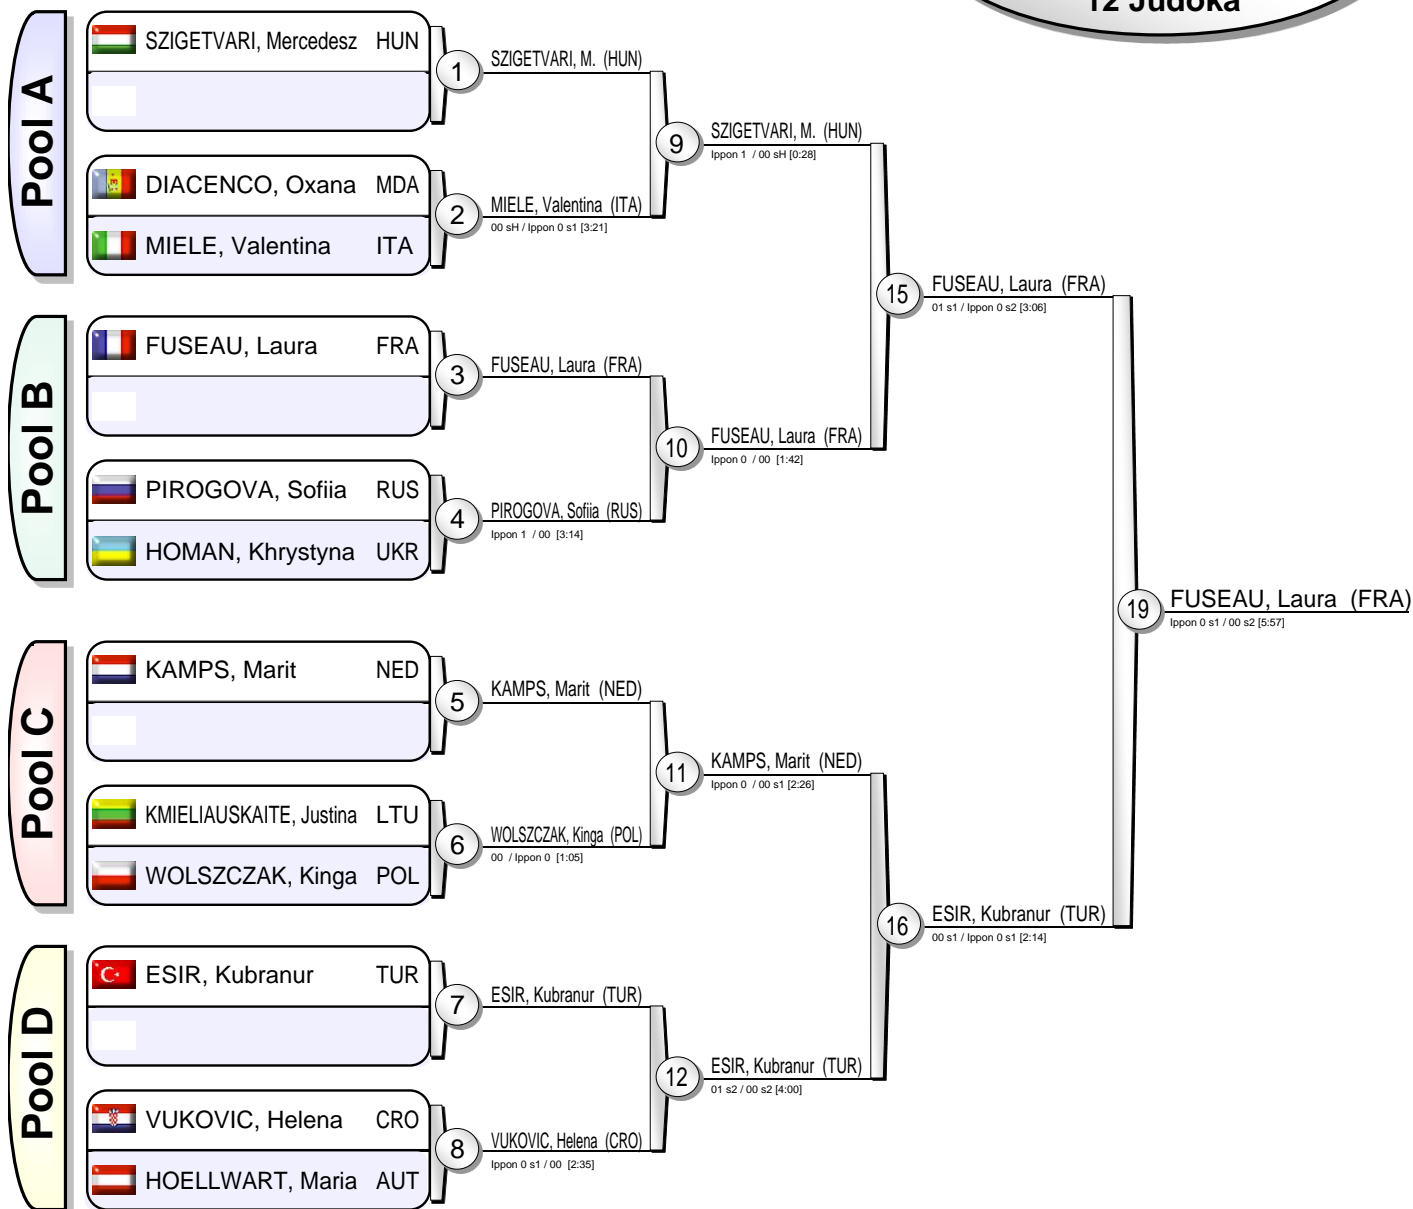 12 Judoka
Pool A
SZIGETVARI, Mercedesz HUN
1
SZIGETVARI, M. (HUN)
DIACENCO, Oxana MDA
MIELE, Valentina ITA
2
MIELE, Valentina (ITA)
00 sH / Ippon 0 s1 [3:21]
9
SZIGETVARI, M. (HUN)
Ippon 1 / 00 sH [0:28]
Pool B
FUSEAU, Laura FRA
3
FUSEAU, Laura (FRA)
PIROGOVA, Sofiia RUS
HOMAN, Khrystyna UKR
4
PIROGOVA, Sofiia (RUS)
Ippon 1 / 00 [3:14]
10
FUSEAU, Laura (FRA)
Ippon 0 / 00 [1:42]
15
FUSEAU, Laura (FRA)
01 s1 / Ippon 0 s2 [3:06]
Pool C
KAMPS, Marit NED
5
KAMPS, Marit (NED)
KMIELIAUSKAITE, Justina LTU
WOLSZCZAK, Kinga POL
6
WOLSZCZAK, Kinga (POL)
00 / Ippon 0 [1:05]
11
KAMPS, Marit (NED)
Ippon 0 / 00 s1 [2:26]
Pool D
ESIR, Kubranur TUR
7
ESIR, Kubranur (TUR)
VUKOVIC, Helena CRO
HOELLWART, Maria AUT
8
VUKOVIC, Helena (CRO)
Ippon 0 s1 / 00 [2:35]
12
ESIR, Kubranur (TUR)
01 s2 / 00 s2 [4:00]
16
ESIR, Kubranur (TUR)
00 s1 / Ippon 0 s1 [2:14]
19
FUSEAU, Laura (FRA)
Ippon 0 s1 / 00 s2 [5:57]